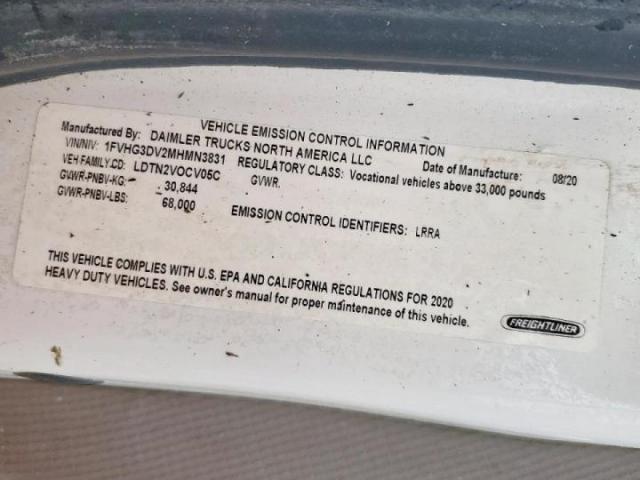 VEHICLE EMISSION CONTROL INFORMATION
Manufactured By: DAIMLER TRUCKS NORTH AMERICA LLC Date of Manufacture: 08/20
VIN/NIV: 1FVHG3DV2MHMN3831 REGULATORY CLASS: Vocational vehicles above 33,000 pounds
VEH FAMILY.CD: LDTN2VOCV05C GVWR.
GVWR-PNBV-KG: 30,844
GVWR-PNBV-LBS: 68,000 EMISSION CONTROL IDENTIFIERS: LRRA
THIS VEHICLE COMPLIES WITH U.S. EPA AND CALIFORNIA REGULATIONS FOR 2020
HEAVY DUTY VEHICLES. See owner's manual for proper maintenance of this vehicle.
FREIGHTLINER